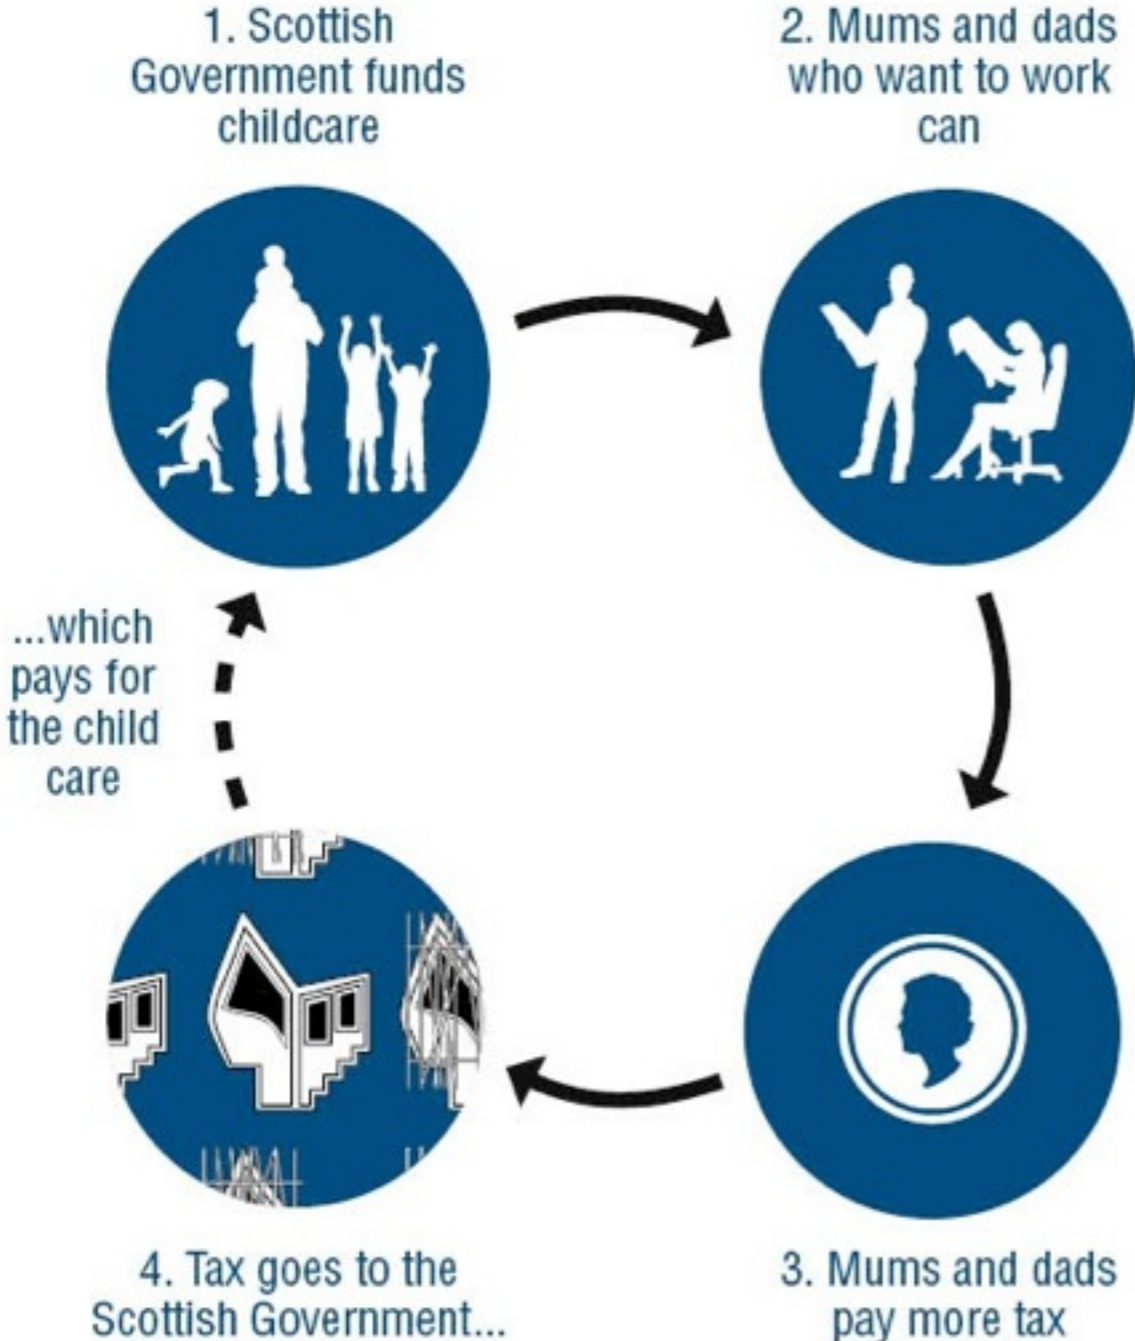 1. Scottish
Government funds
childcare
2. Mums and dads
who want to work
can
3. Mums and dads
pay more tax
4. Tax goes to the
Scottish Government...
...which
pays for
the child
care